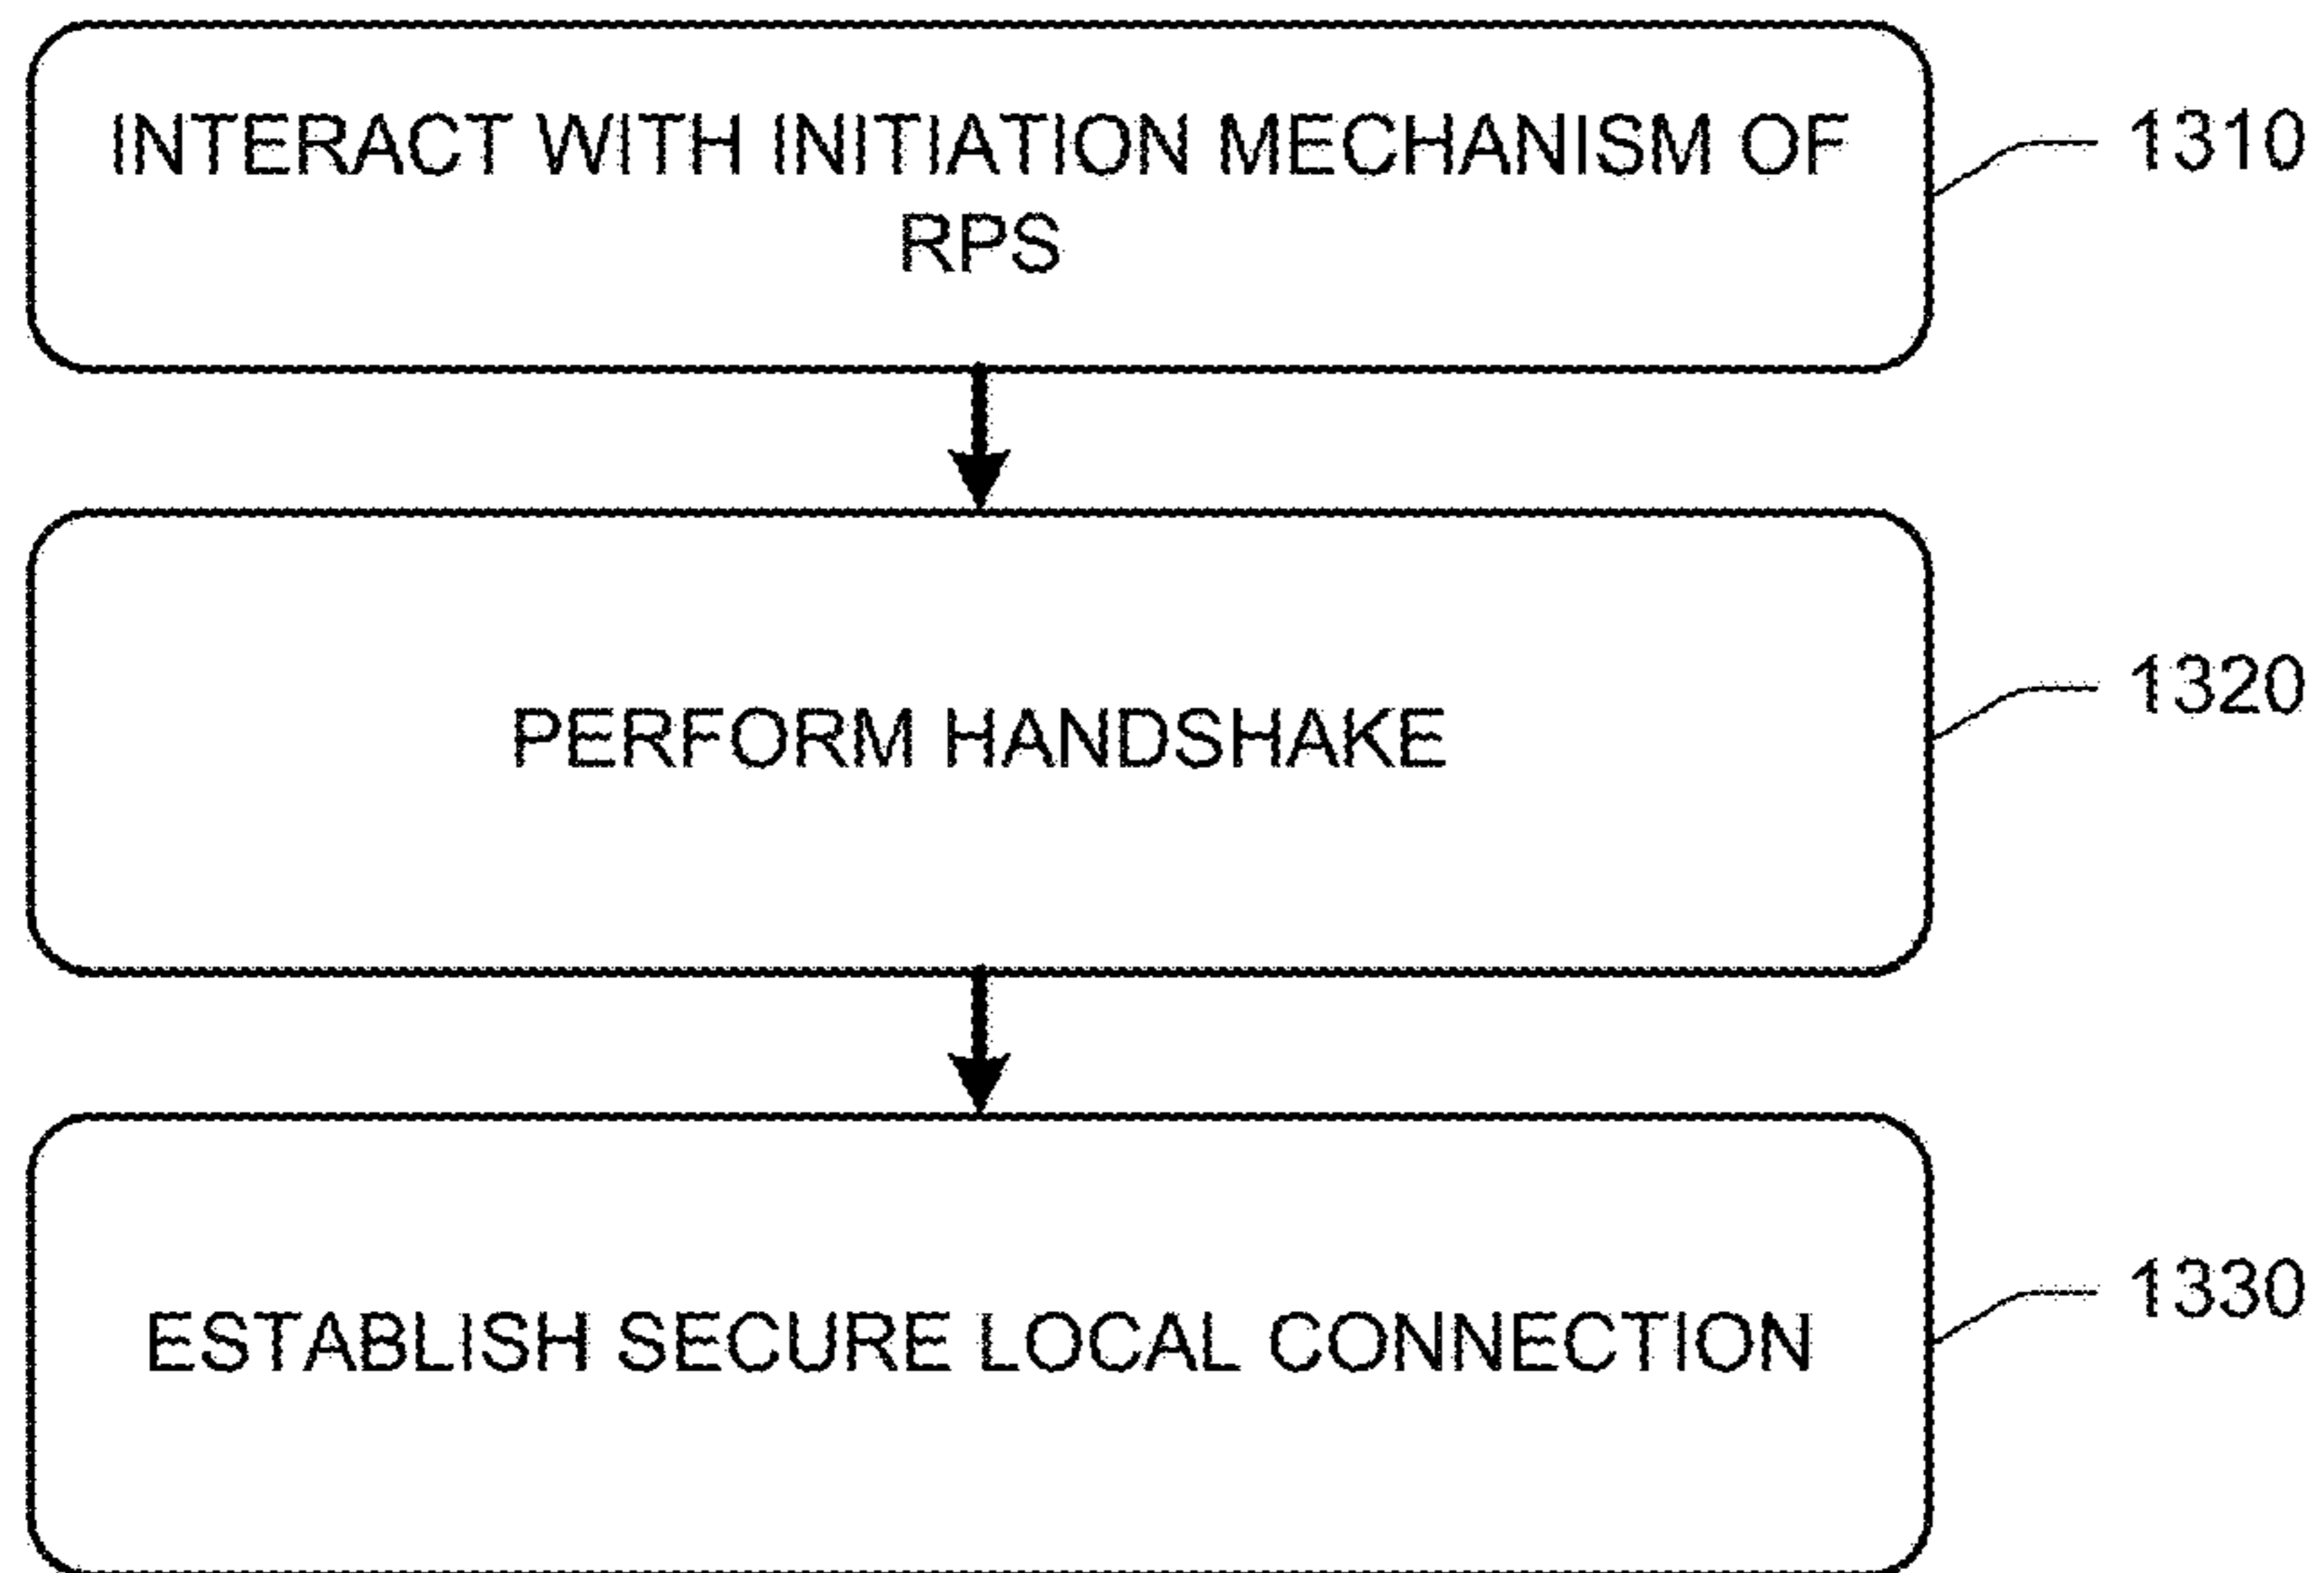 INTERACT WITH INITIATION MECHANISM OF
RPS
1310
PERFORM HANDSHAKE
1320
ESTABLISH SECURE LOCAL CONNECTION
1330